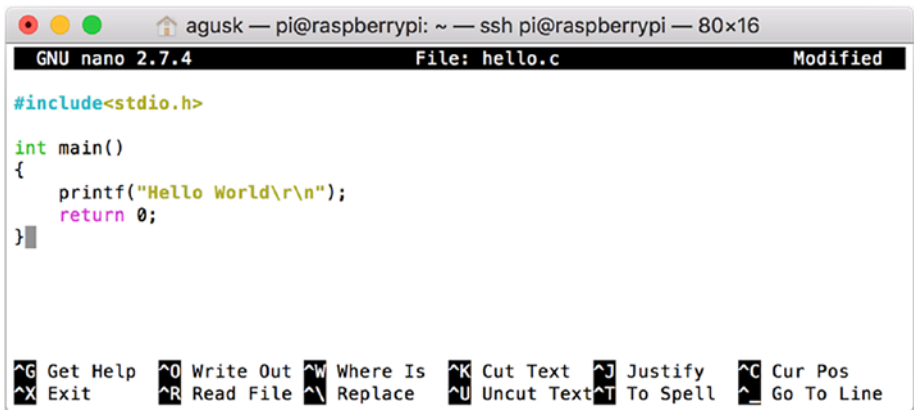 agusk — pi@raspberrypi: ~ — ssh pi@raspberrypi — 80×16
GNU nano 2.7.4 File: hello.c Modified
#include<stdio.h>
int main()
{
    printf("Hello World\r\n");
    return 0;
}
^G Get Help ^O Write Out ^W Where Is ^K Cut Text ^J Justify ^C Cur Pos
^X Exit ^R Read File ^\ Replace ^U Uncut Text ^T To Spell ^_ Go To Line